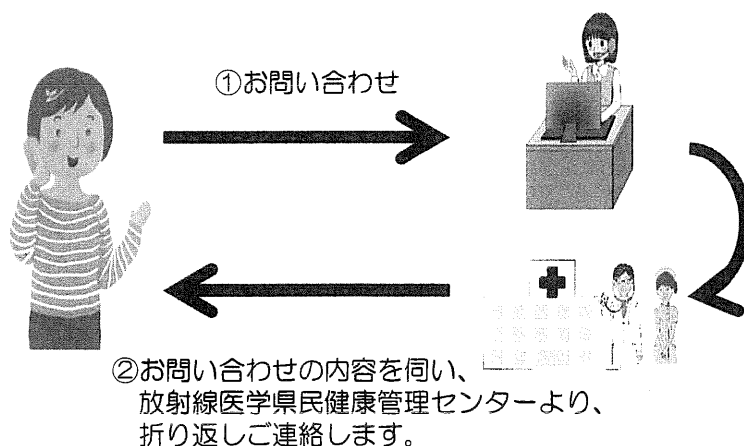 ①お問い合わせ
②お問い合わせの内容を伺い、
放射線医学県民健康管理センターより、
折り返しご連絡します。